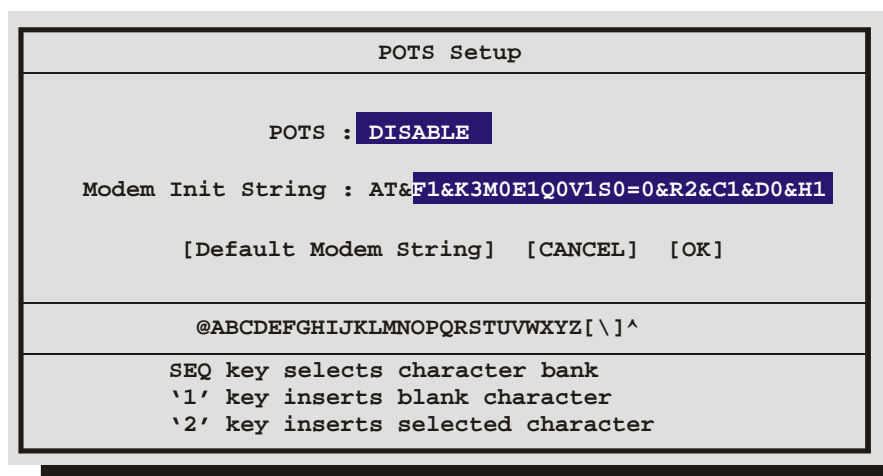 POTS Setup
POTS : DISABLE
Modem Init String : AT&F1&K3M0E1Q0V1S0=0&R2&C1&D0&H1
[Default Modem String] [CANCEL] [OK]
@ABCDEFGHIJKLMNOPQRSTUVWXYZ[\]^
SEQ key selects character bank
‘1’ key inserts blank character
‘2’ key inserts selected character